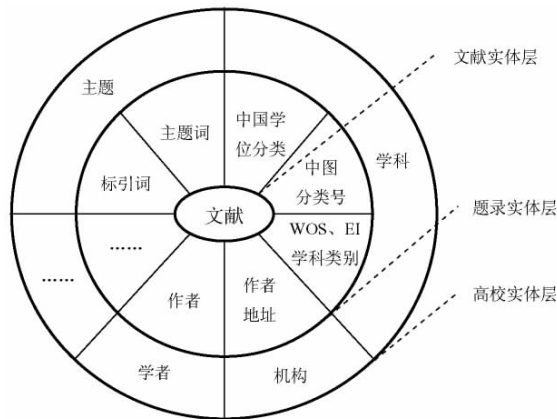 文献实体层
主题
主题词
中国学
位分类
学科
标引词
中图
分类号
文献
题录实体层
WOS、EI
学科类别
……
……
作者
作者
地址
高校实体层
学者
机构